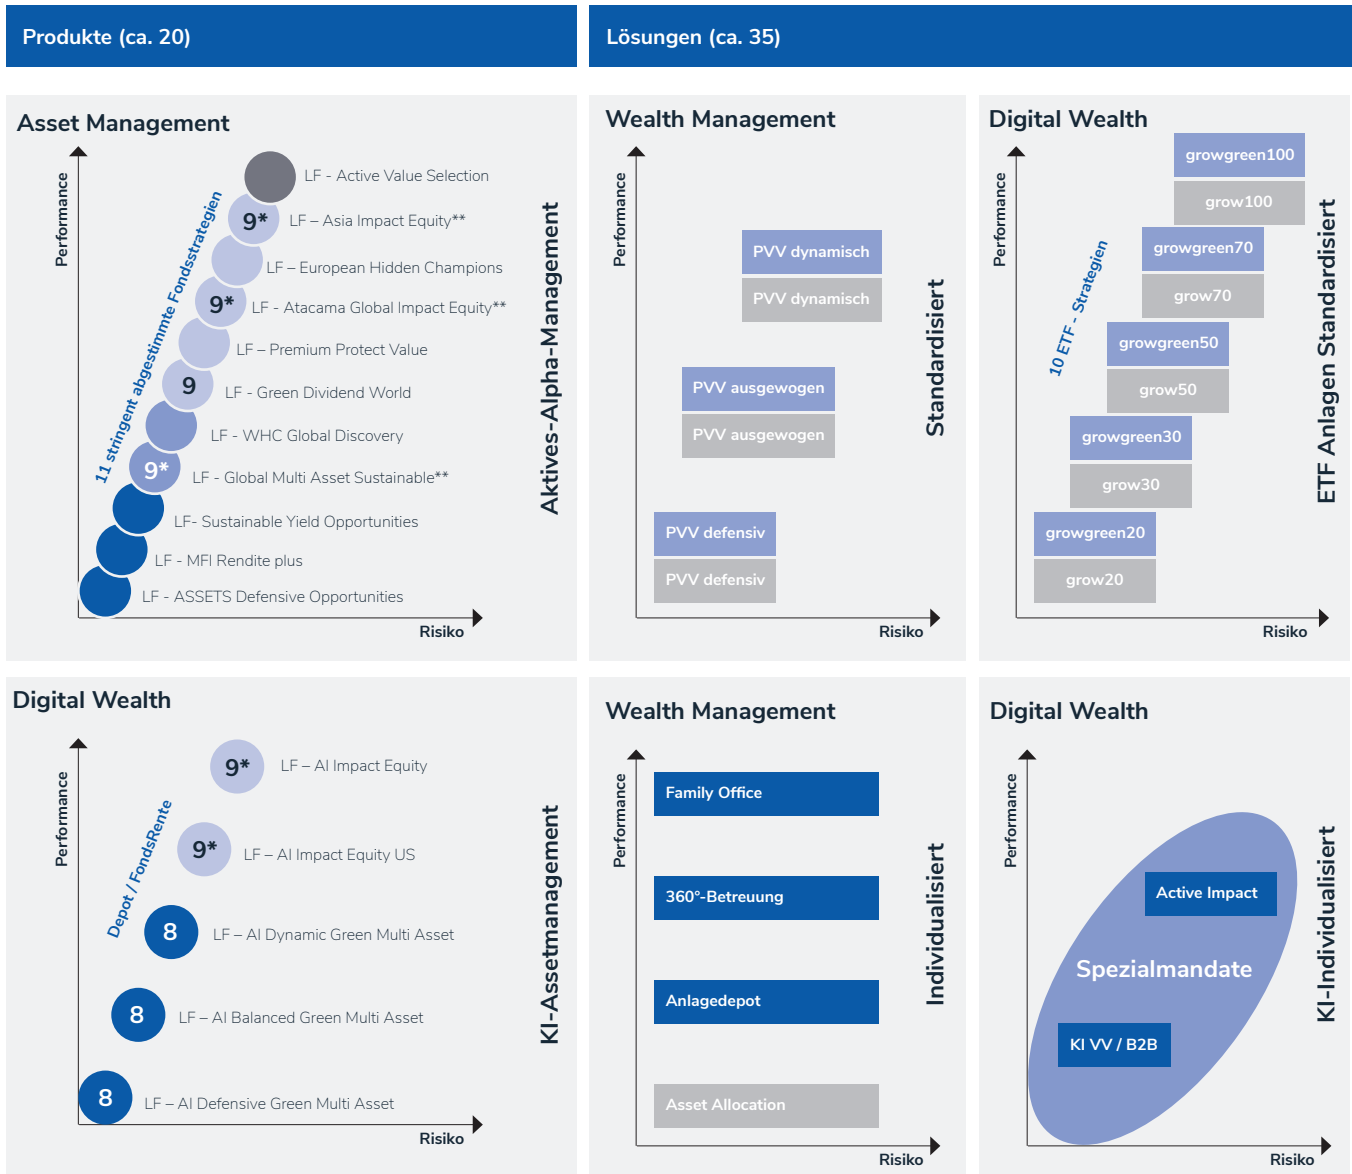 Produkte (ca. 20)
Lösungen (ca. 35)
Asset Management
Performance
11 stringent abgestimmte Fondsstrategien
LF - Active Value Selection
9*
LF – Asia Impact Equity**
LF – European Hidden Champions
9*
LF - Atacama Global Impact Equity**
LF – Premium Protect Value
9
LF - Green Dividend World
LF - WHC Global Discovery
9*
LF - Global Multi Asset Sustainable**
LF- Sustainable Yield Opportunities
LF - MFI Rendite plus
LF - ASSETS Defensive Opportunities
Risiko
Aktives-Alpha-Management
Wealth Management
Performance
PVV dynamisch
PVV dynamisch
PVV ausgewogen
PVV ausgewogen
PVV defensiv
PVV defensiv
Risiko
Standardisiert
Digital Wealth
Performance
10 ETF - Strategien
growgreen100
grow100
growgreen70
grow70
growgreen50
grow50
growgreen30
grow30
growgreen20
grow20
Risiko
ETF Anlagen Standardisiert
Digital Wealth
Performance
Depot / FondsRente
9*
LF – AI Impact Equity
9*
LF – AI Impact Equity US
8
LF – AI Dynamic Green Multi Asset
8
LF – AI Balanced Green Multi Asset
8
LF – AI Defensive Green Multi Asset
Risiko
KI-Assetmanagement
Wealth Management
Performance
Family Office
360°-Betreuung
Anlagedepot
Asset Allocation
Risiko
Individualisiert
Digital Wealth
Performance
Active Impact
Spezialmandate
KI VV / B2B
Risiko
KI-Individualisiert